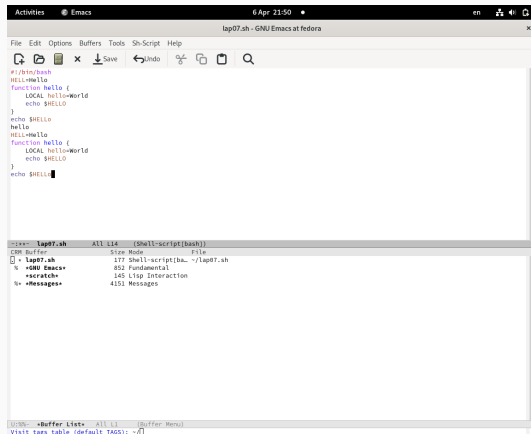 Activities Emacs 6 Apr 21:50 en
lap07.sh - GNU Emacs at fedora
File Edit Options Buffers Tools Sh-Script Help
Save Undo
#!/bin/bash
HELL=Hello
function hello {
    LOCAL hello=World
    echo $HELLO
}
echo $HELLo
hello
HELL=Hello
function hello {
    LOCAL hello=World
    echo $HELLO
}
echo $HELLo
-:**- lap07.sh All L14 (Shell-script[bash])
CRM Buffer Size Mode File
. * lap07.sh 177 Shell-script[ba… ~/lap07.sh
% *GNU Emacs* 852 Fundamental
*scratch* 145 Lisp Interaction
%* *Messages* 4151 Messages
U:%%- *Buffer List* All L1 (Buffer Menu)
Visit tags table (default TAGS): ~/